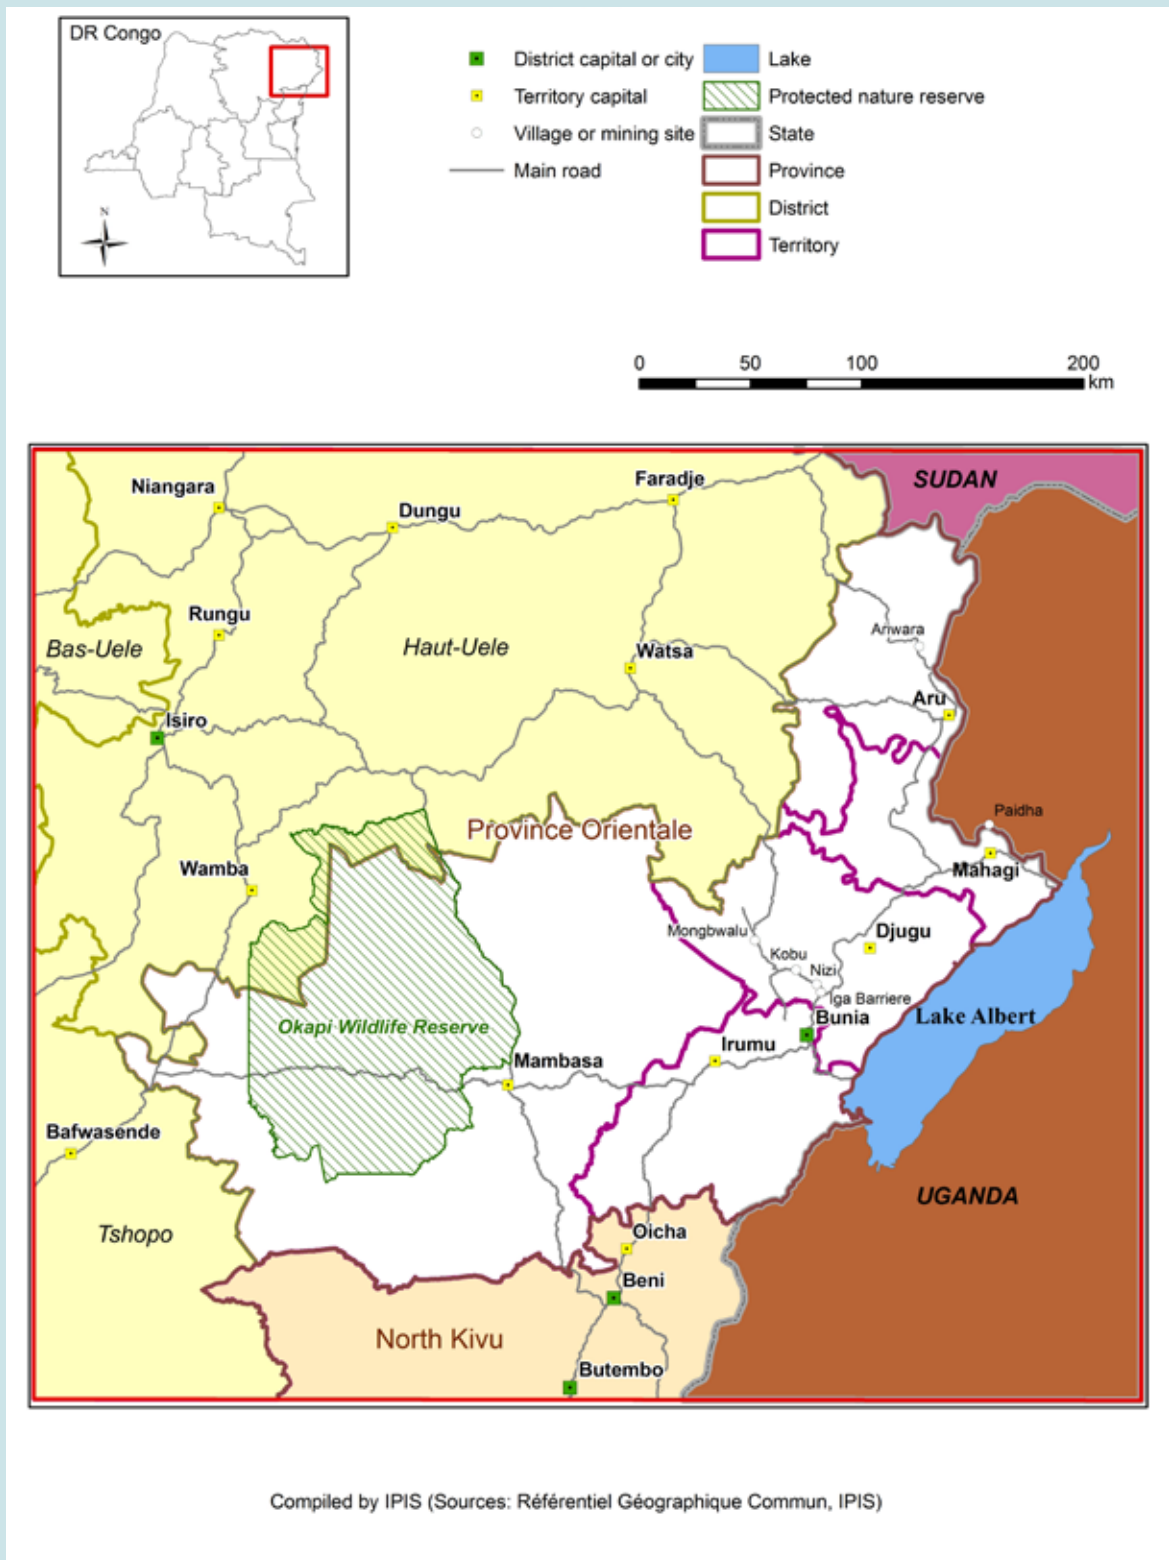 DR Congo
N
District capital or city
Territory capital
Village or mining site
Main road
Lake
Protected nature reserve
State
Province
District
Territory
0 50 100 200
km
SUDAN
Niangara
Faradje
Dungu
Rungu
Bas-Uele
Haut-Uele
Watsa
Ariwara
Aru
Isiro
Province Orientale
Paidha
Wamba
Mahagi
Mongbwalu
Djugu
Kobu
Nizi
Iga Barriere
Bunia
Lake Albert
Okapi Wildlife Reserve
Irumu
Mambasa
Bafwasende
UGANDA
Tshopo
Oicha
Beni
North Kivu
Butembo
Compiled by IPIS (Sources: Référentiel Géographique Commun, IPIS)